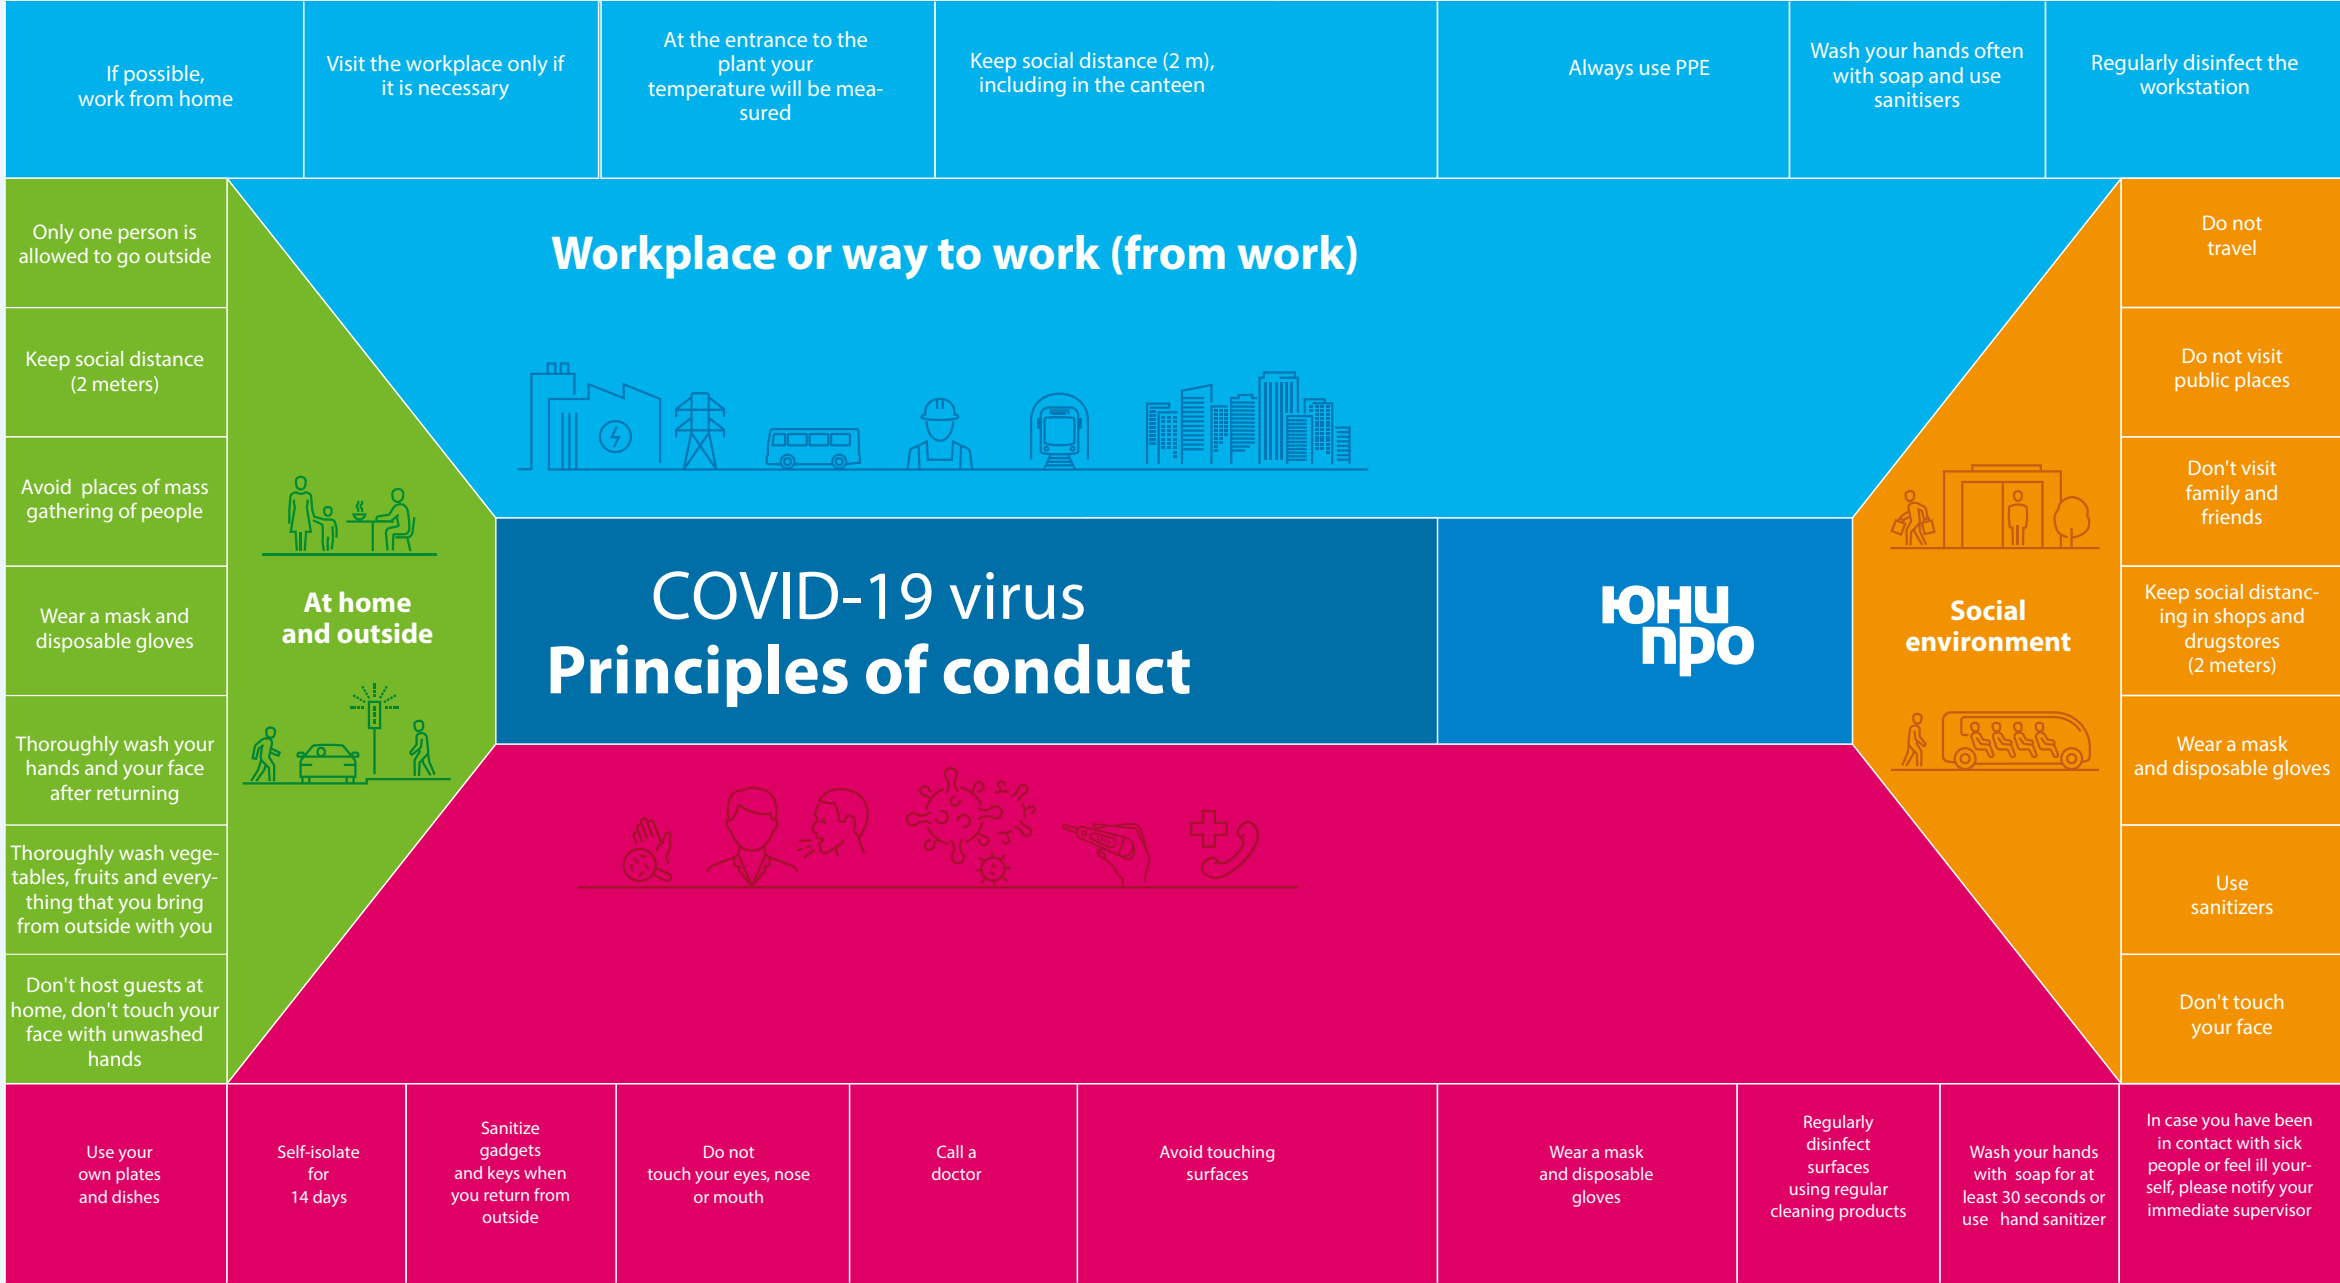 If possible,
work from home
Visit the workplace only if
it is necessary
At the entrance to the
plant your
temperature will be mea-
sured
Keep social distance (2 m),
including in the canteen
Always use PPE
Wash your hands often
with soap and use
sanitisers
Regularly disinfect the
workstation
Only one person is
allowed to go outside
Keep social distance
(2 meters)
Avoid places of mass
gathering of people
Wear a mask and
disposable gloves
Thoroughly wash your
hands and your face
after returning
Thoroughly wash vege-
tables, fruits and every-
thing that you bring
from outside with you
Don't host guests at
home, don't touch your
face with unwashed
hands
At home
and outside
Workplace or way to work (from work)
COVID-19 virus
Principles of conduct
юни
про
Social
environment
Do not
travel
Do not visit
public places
Don't visit
family and
friends
Keep social distanc-
ing in shops and
drugstores
(2 meters)
Wear a mask
and disposable gloves
Use
sanitizers
Don't touch
your face
Use your
own plates
and dishes
Self-isolate
for
14 days
Sanitize
gadgets
and keys when
you return from
outside
Do not
touch your eyes, nose
or mouth
Call a
doctor
Avoid touching
surfaces
Wear a mask
and disposable
gloves
Regularly
disinfect
surfaces
using regular
cleaning products
Wash your hands
with soap for at
least 30 seconds or
use hand sanitizer
In case you have been
in contact with sick
people or feel ill your-
self, please notify your
immediate supervisor